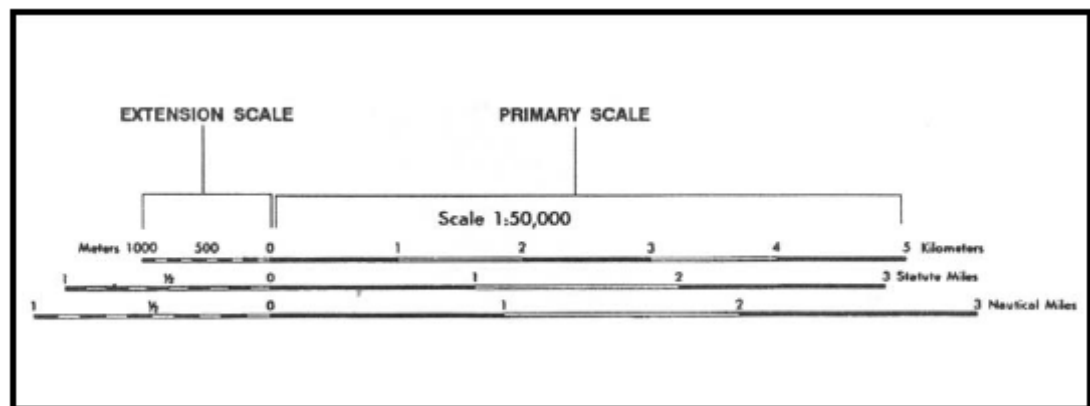 EXTENSION SCALE PRIMARY SCALE
Scale 1:50,000
Meters 1000 500 0 1 2 3 4 5 Kilometers
1 ½ 0 1 2 3 Statute Miles
1 ½ 0 1 2 3 Nautical Miles